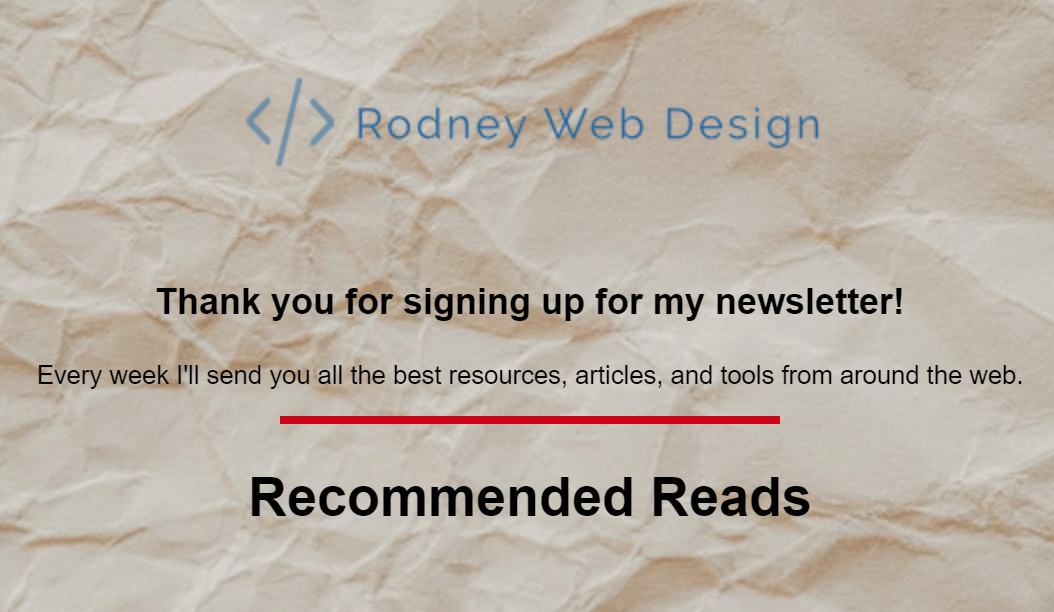 </> Rodney Web Design
Thank you for signing up for my newsletter!
Every week I'll send you all the best resources, articles, and tools from around the web.
Recommended Reads